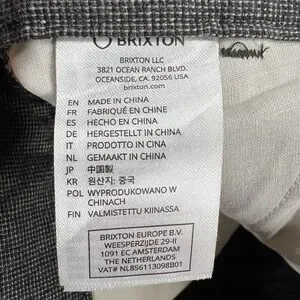 BRIXTON
BRIXTON LLC
3821 OCEAN RANCH BLVD.
OCEANSIDE, CA. 92056 USA
BRIXTON.COM
EN MADE IN CHINA
FR FABRIQUÉ EN CHINE
ES HECHO EN CHINA
DE HERGESTELLT IN CHINA
IT PRODOTTO IN CINA
NL GEMAAKT IN CHINA
JP 中国製
KR 원산지: 중국
POL WYPRODUKOWANO W
CHINACH
FIN VALMISTETTU KIINASSA
BRIXTON EUROPE B.V.
WEESPERZIJDE 29-II
1091 EC AMSTERDAM
THE NETHERLANDS
VAT# NL856113098B01